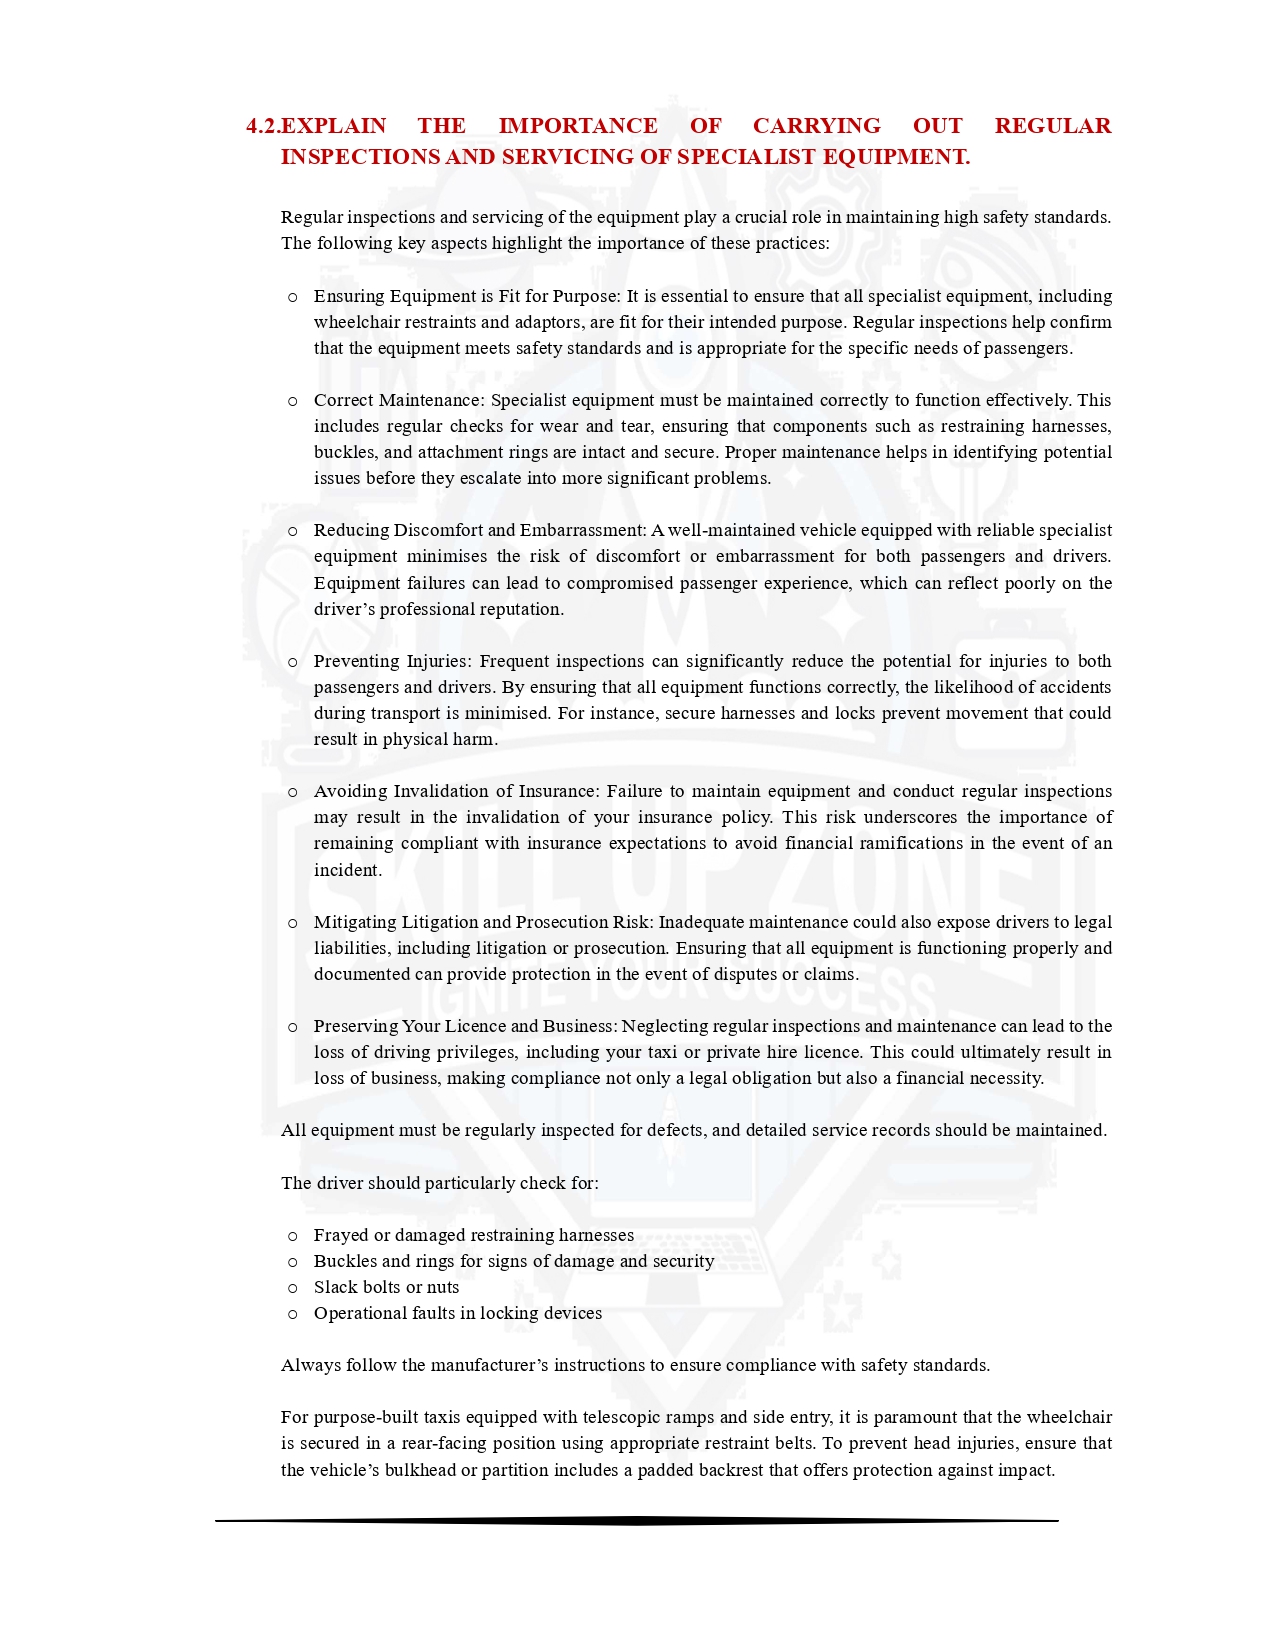 4.2.EXPLAIN THE IMPORTANCE OF CARRYING OUT REGULAR
INSPECTIONS AND SERVICING OF SPECIALIST EQUIPMENT.
Regular inspections and servicing of the equipment play a crucial role in maintaining high safety standards.
The following key aspects highlight the importance of these practices:
o Ensuring Equipment is Fit for Purpose: It is essential to ensure that all specialist equipment, including
wheelchair restraints and adaptors, are fit for their intended purpose. Regular inspections help confirm
that the equipment meets safety standards and is appropriate for the specific needs of passengers.
o Correct Maintenance: Specialist equipment must be maintained correctly to function effectively. This
includes regular checks for wear and tear, ensuring that components such as restraining harnesses,
buckles, and attachment rings are intact and secure. Proper maintenance helps in identifying potential
issues before they escalate into more significant problems.
o Reducing Discomfort and Embarrassment: A well-maintained vehicle equipped with reliable specialist
equipment minimises the risk of discomfort or embarrassment for both passengers and drivers.
Equipment failures can lead to compromised passenger experience, which can reflect poorly on the
driver’s professional reputation.
o Preventing Injuries: Frequent inspections can significantly reduce the potential for injuries to both
passengers and drivers. By ensuring that all equipment functions correctly, the likelihood of accidents
during transport is minimised. For instance, secure harnesses and locks prevent movement that could
result in physical harm.
o Avoiding Invalidation of Insurance: Failure to maintain equipment and conduct regular inspections
may result in the invalidation of your insurance policy. This risk underscores the importance of
remaining compliant with insurance expectations to avoid financial ramifications in the event of an
incident.
SKILL UP ZONE
o Mitigating Litigation and Prosecution Risk: Inadequate maintenance could also expose drivers to legal
liabilities, including litigation or prosecution. Ensuring that all equipment is functioning properly and
documented can provide protection in the event of disputes or claims.
IGNITE YOUR SUCCESS
o Preserving Your Licence and Business: Neglecting regular inspections and maintenance can lead to the
loss of driving privileges, including your taxi or private hire licence. This could ultimately result in
loss of business, making compliance not only a legal obligation but also a financial necessity.
All equipment must be regularly inspected for defects, and detailed service records should be maintained.
The driver should particularly check for:
o Frayed or damaged restraining harnesses
o Buckles and rings for signs of damage and security
o Slack bolts or nuts
o Operational faults in locking devices
Always follow the manufacturer’s instructions to ensure compliance with safety standards.
For purpose-built taxis equipped with telescopic ramps and side entry, it is paramount that the wheelchair
is secured in a rear-facing position using appropriate restraint belts. To prevent head injuries, ensure that
the vehicle’s bulkhead or partition includes a padded backrest that offers protection against impact.